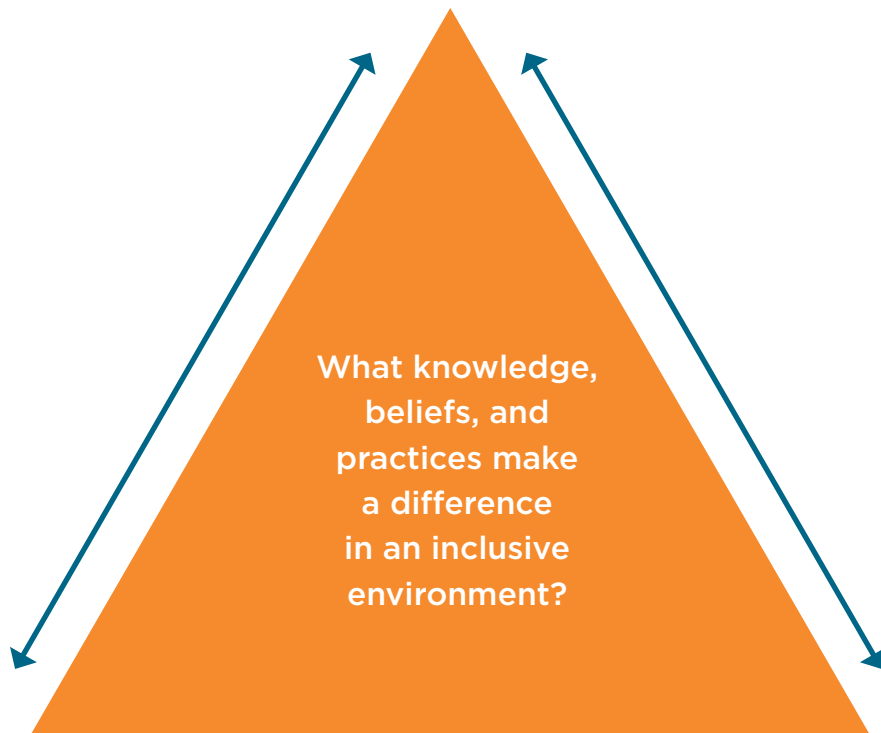 What knowledge,
beliefs, and
practices make
a difference
in an inclusive
environment?